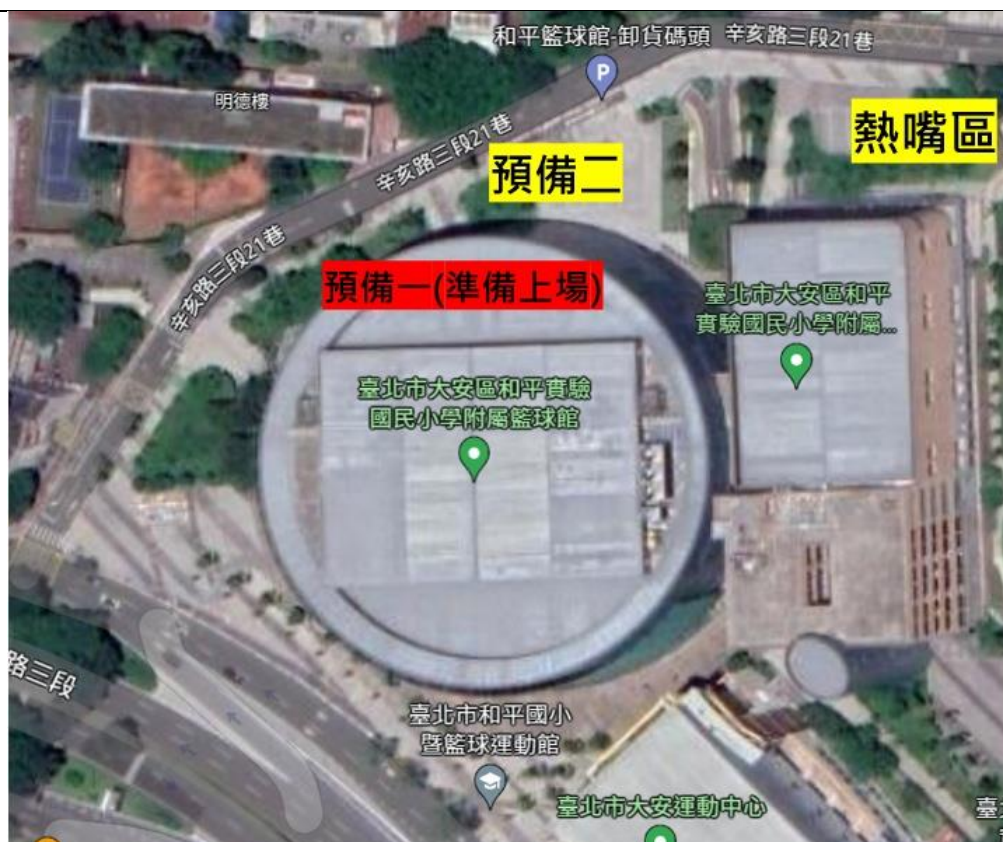 和平籃球館-卸貨碼頭
辛亥路三段21巷
明德樓
熱嘴區
辛亥路三段21巷
預備二
辛亥路三段21巷
預備一(準備上場)
臺北市大安區和平
實驗國民小學附屬...
臺北市大安區和平實驗
國民小學附屬籃球館
路三段
臺北市和平國小
暨籃球運動館
臺北市大安運動中心
臺
P